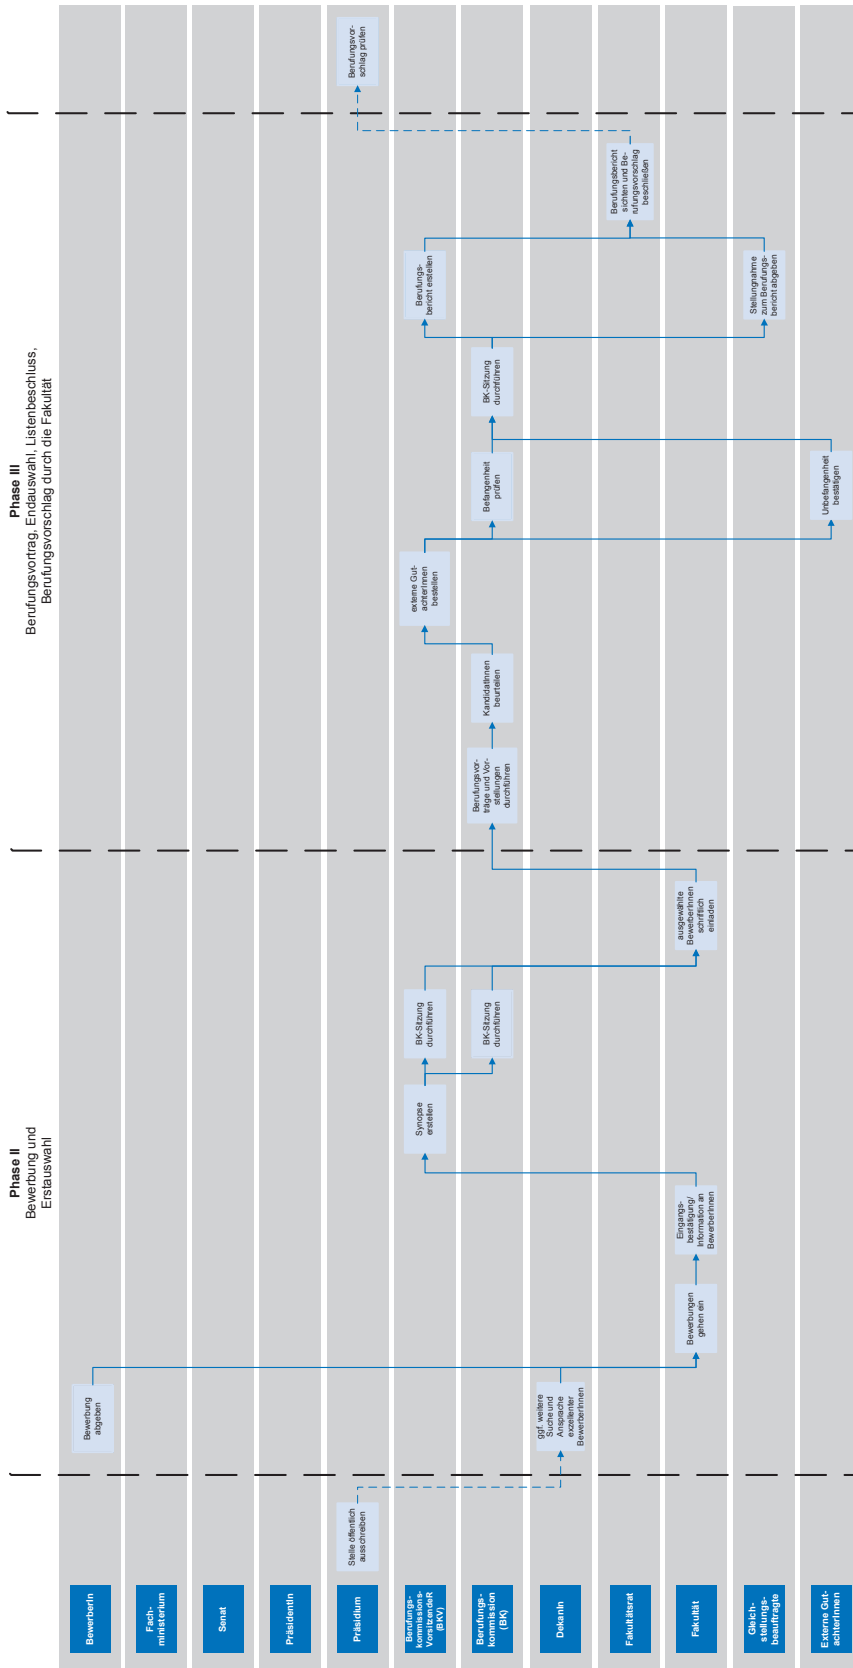 Phase II
Bewerbung und
Erstauswahl
Phase III
Berufungsvortrag, Endauswahl, Listenbeschluss,
Berufungsvorschlag durch die Fakultät
BewerberIn
Bewerbung
abgeben
Fach-
ministerium
Senat
PräsidentIn
Präsidium
Stelle öffentlich
ausschreiben
Berufungsvor-
schlag prüfen
Berufungs-
kommissions-
VorsitzendeR
(BKV)
Synopse
erstellen
BK-Sitzung
durchführen
externe Gut-
achterInnen
bestellen
Berufungs-
bericht erstellen
Berufungs-
kommission
(BK)
BK-Sitzung
durchführen
Berufungsvor-
träge und Vor-
stellungen
durchführen
KandidatInnen
beurteilen
Befangenheit
prüfen
BK-Sitzung
durchführen
DekanIn
ggf. weitere
Suche und
Ansprache
exzellenter
BewerberInnen
Fakultätsrat
Berufungsbericht
sichten und Be-
rufungsvorschlag
beschließen
Fakultät
Bewerbungen
gehen ein
Eingangs-
bestätigung/
Information an
BewerberInnen
ausgewählte
BewerberInnen
schriftlich
einladen
Gleich-
stellungs-
beauftragte
Stellungnahme
zum Berufungs-
bericht abgeben
Externe Gut-
achterInnen
Unbefangenheit
bestätigen